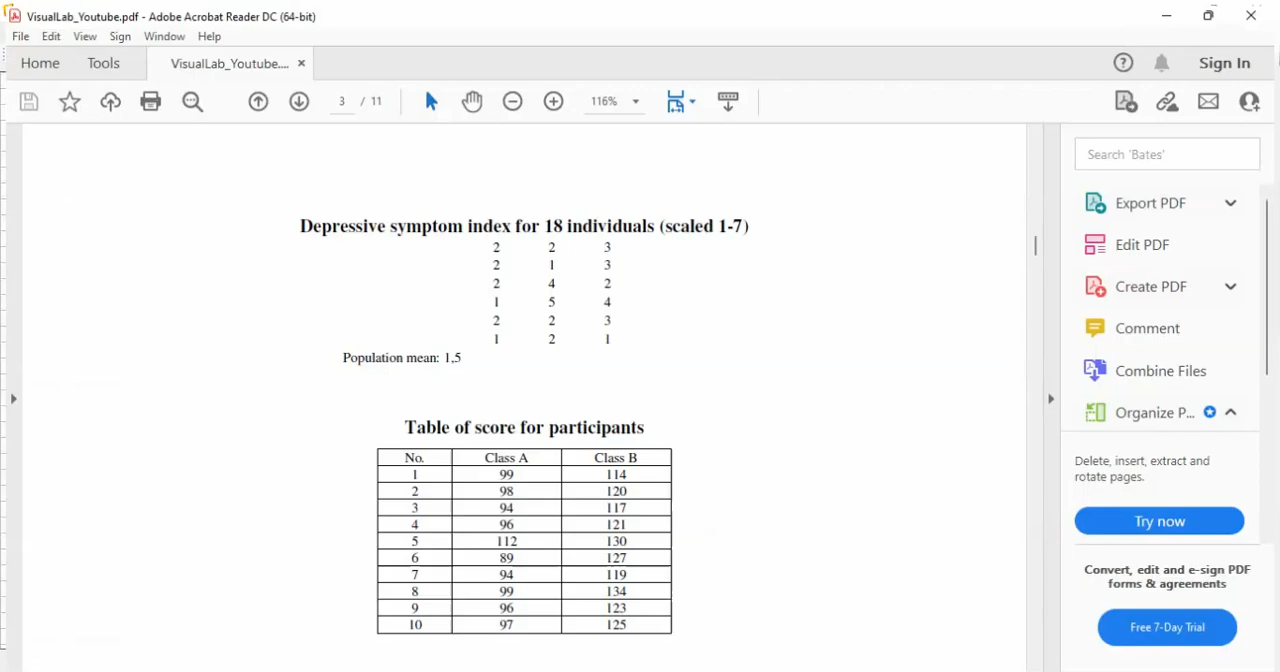 VisualLab_Youtube.pdf - Adobe Acrobat Reader DC (64-bit)
File Edit View Sign Window Help
Home Tools VisualLab_Youtube.... × Sign In
3 / 11 116%
Search 'Bates'
Export PDF
Edit PDF
Create PDF
Comment
Combine Files
Organize P...
Delete, insert, extract and
rotate pages.
Try now
Convert, edit and e-sign PDF
forms & agreements
Free 7-Day Trial
Depressive symptom index for 18 individuals (scaled 1-7)
2 2 3
2 1 3
2 4 2
1 5 4
2 2 3
1 2 1
Population mean: 1,5
Table of score for participants
No. Class A Class B
1 99 114
2 98 120
3 94 117
4 96 121
5 112 130
6 89 127
7 94 119
8 99 134
9 96 123
10 97 125